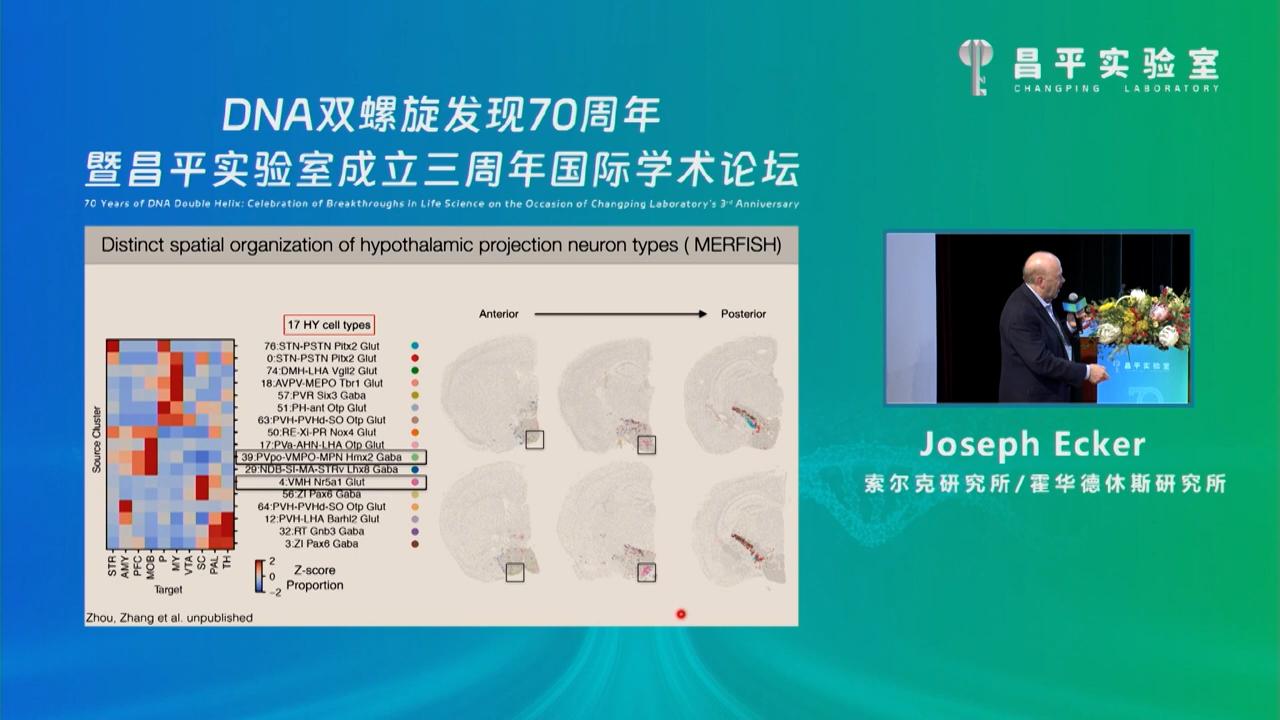 昌平实验室
CHANGPING LABORATORY
DNA双螺旋发现70周年
暨昌平实验室成立三周年国际学术论坛
70 Years of DNA Double Helix: Celebration of Breakthroughs in Life Science on the Occasion of Changping Laboratory's 3rd Anniversary
Distinct spatial organization of hypothalamic projection neuron types ( MERFISH)
17 HY cell types
Anterior
Posterior
76:STN-PSTN Pitx2 Glut
0:STN-PSTN Pitx2 Glut
74:DMH-LHA Vgll2 Glut
18:AVPV-MEPO Tbr1 Glut
57:PVR Six3 Gaba
51:PH-ant Otp Glut
63:PVH-PVHd-SO Otp Glut
50:RE-Xi-PR Nox4 Glut
17:PVa-AHN-LHA Otp Glut
39:PVpo-VMPO-MPN Hmx2 Gaba
29:NDB-SI-MA-STRv Lhx8 Gaba
4:VMH Nr5a1 Glut
56:ZI Pax6 Gaba
64:PVH-PVHd-SO Otp Glut
12:PVH-LHA Barhl2 Glut
32:RT Gnb3 Gaba
3:ZI Pax6 Gaba
Source Cluster
STR
AMY
PFC
MOB
P
MY
VTA
SC
PAL
TH
Target
2
0
−2
Z-score
Proportion
Zhou, Zhang et al. unpublished
昌平实验室
70
Joseph Ecker
索尔克研究所/霍华德休斯研究所